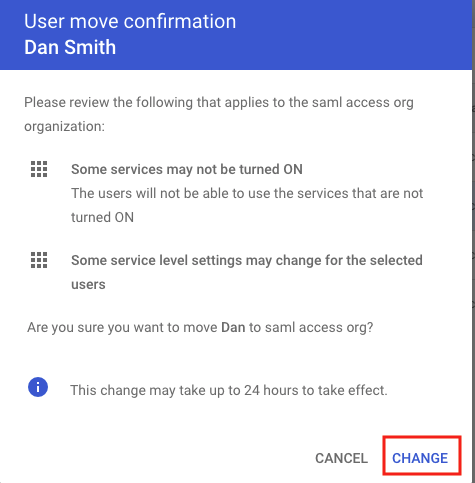 User move confirmation
Dan Smith
Please review the following that applies to the saml access org
organization:
Some services may not be turned ON
The users will not be able to use the services that are not
turned ON
Some service level settings may change for the selected
users
Are you sure you want to move Dan to saml access org?
This change may take up to 24 hours to take effect.
CANCEL CHANGE